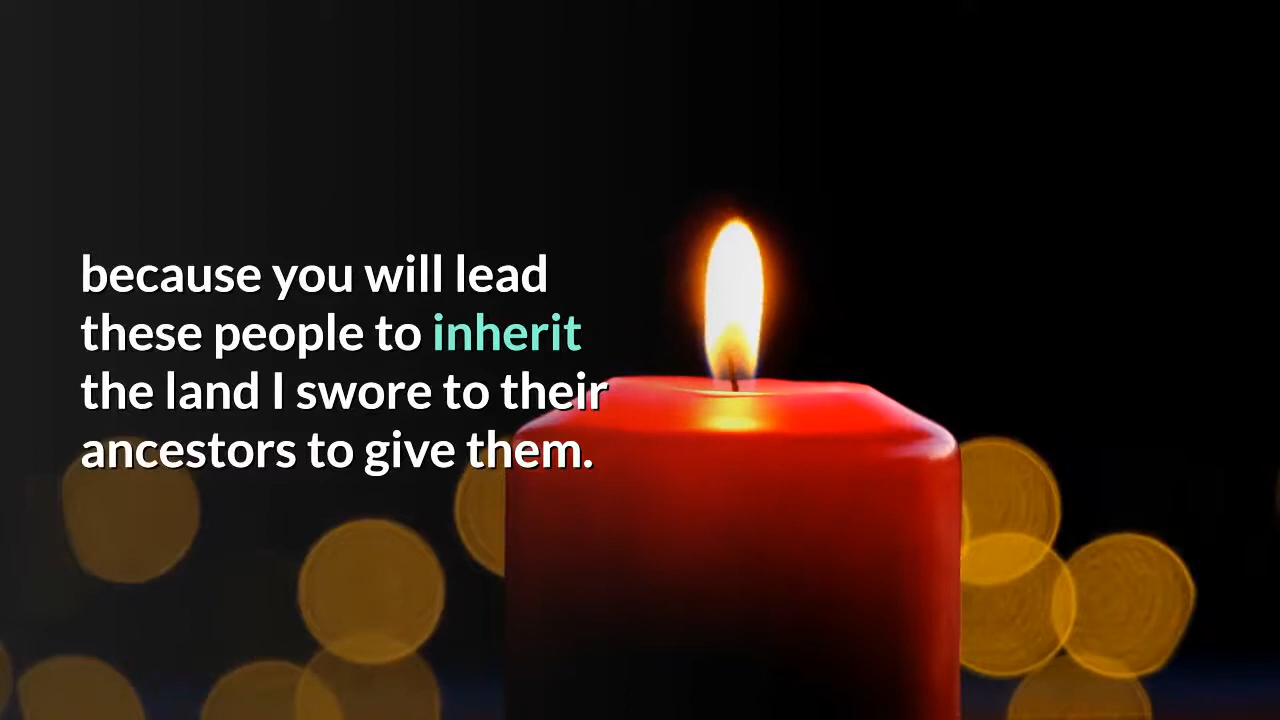 because you will lead
these people to inherit
the land I swore to their
ancestors to give them.